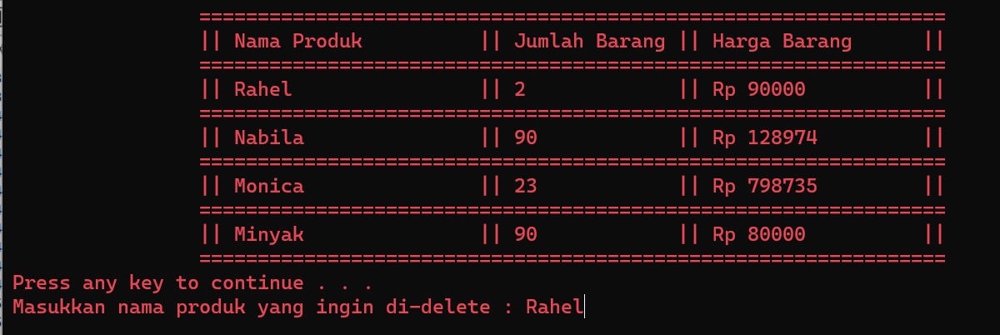 ================================================================
|| Nama Produk          || Jumlah Barang || Harga Barang      ||
================================================================
|| Rahel                || 2             || Rp 90000          ||
================================================================
|| Nabila               || 90            || Rp 128974         ||
================================================================
|| Monica               || 23            || Rp 798735         ||
================================================================
|| Minyak               || 90            || Rp 80000          ||
================================================================
Press any key to continue . . .
Masukkan nama produk yang ingin di-delete : Rahel